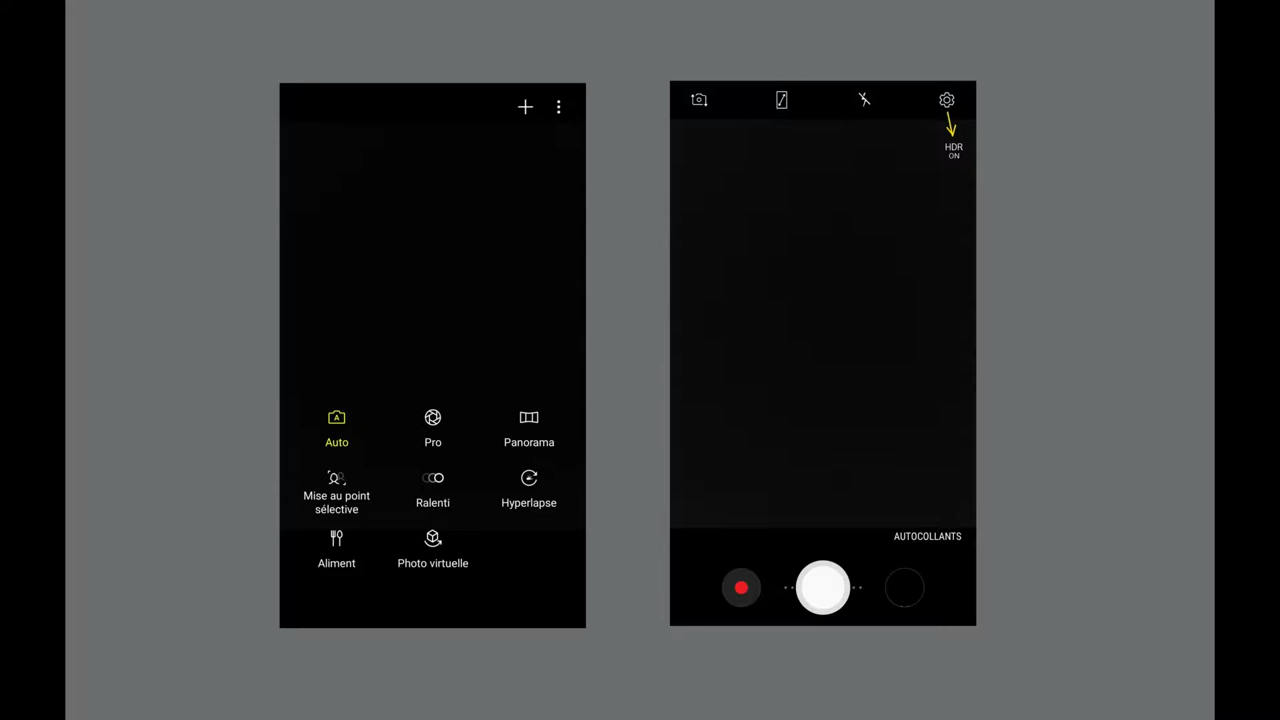 Auto
Pro
Panorama
Mise au point
sélective
Ralenti
Hyperlapse
Aliment
Photo virtuelle
HDR
ON
AUTOCOLLANTS